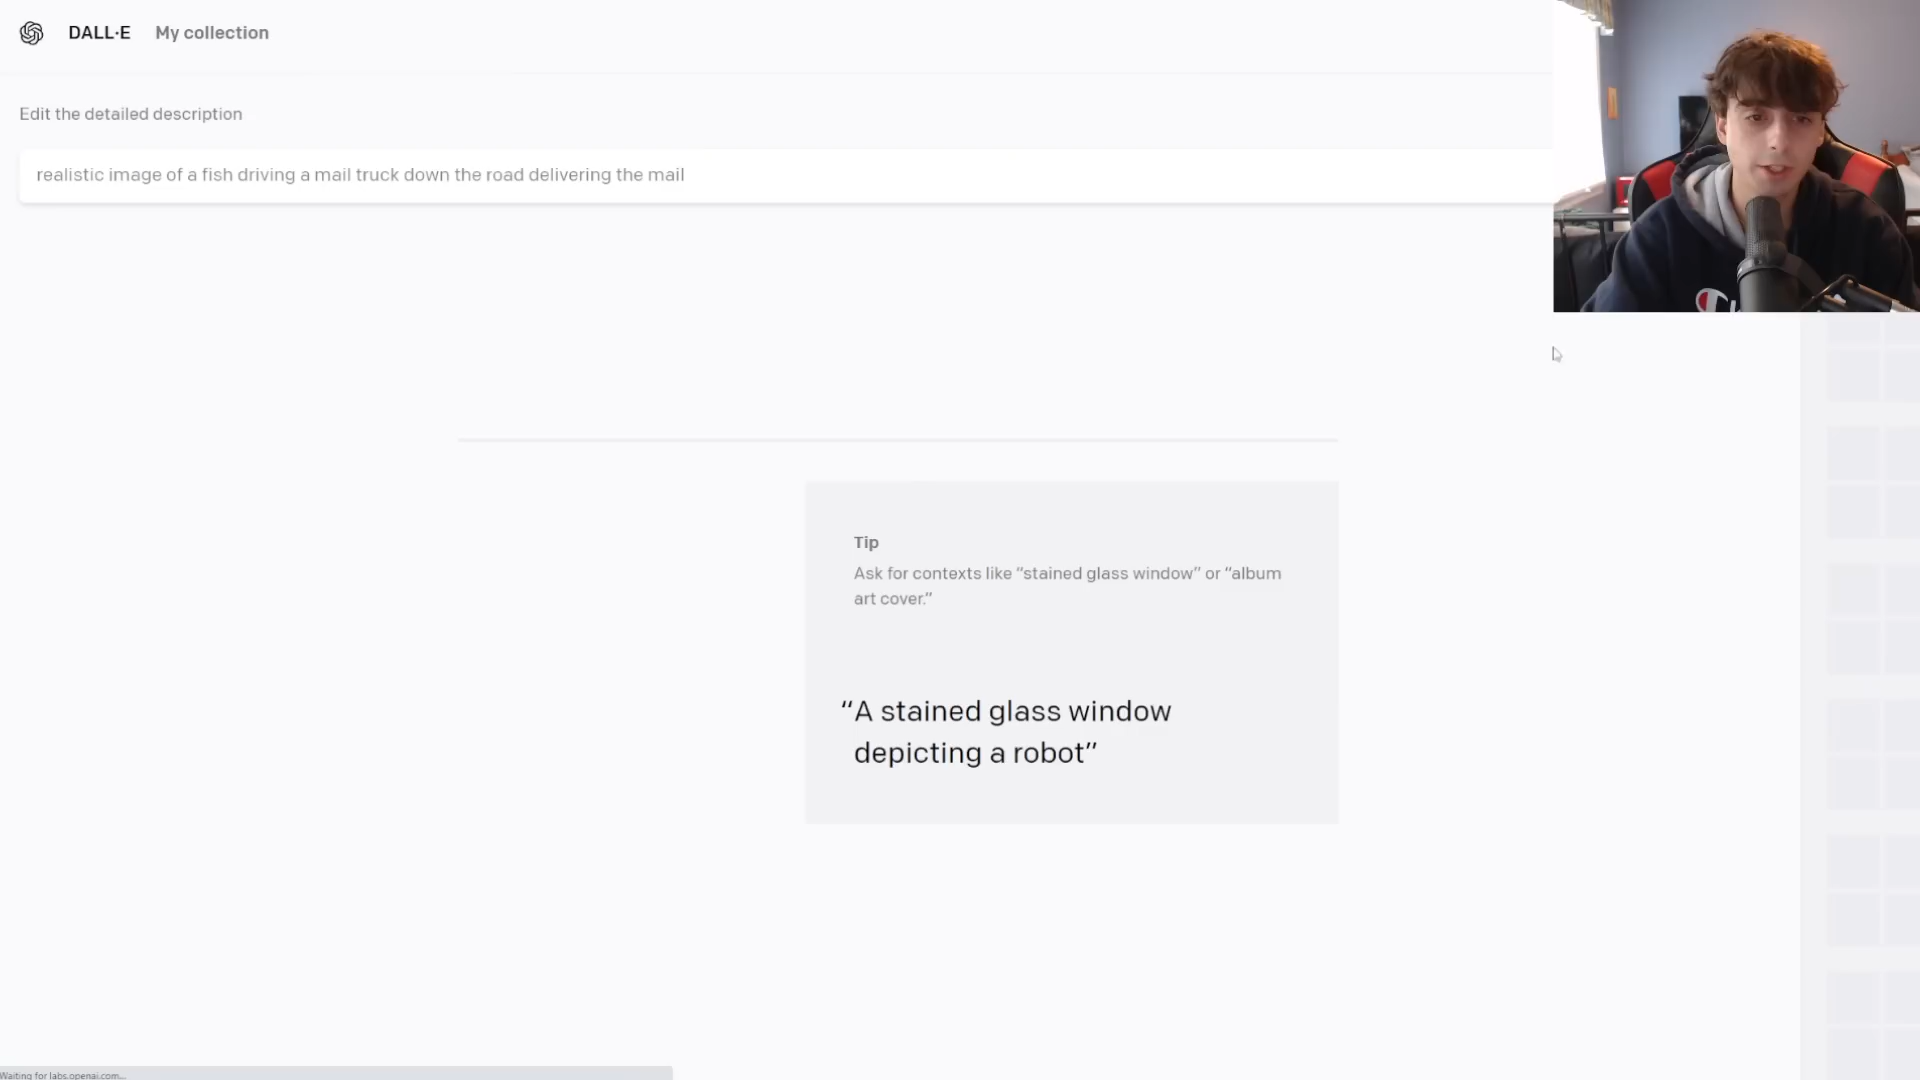 DALL·E My collection
Edit the detailed description
realistic image of a fish driving a mail truck down the road delivering the mail
Tip
Ask for contexts like “stained glass window” or “album
art cover.”
“A stained glass window
depicting a robot”
Waiting for labs.openai.com...